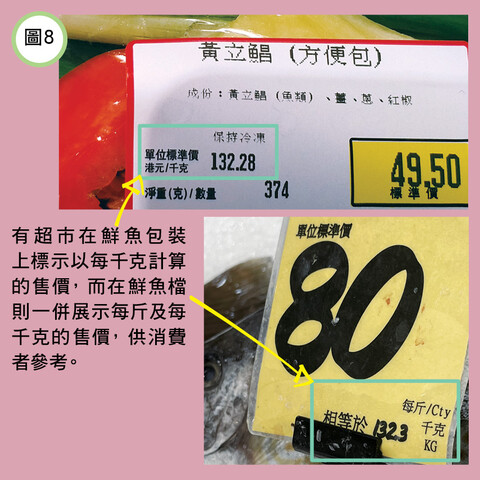 圖8
黃立鯧 (方便包)
成份：黃立鯧 (魚類) 、薑、蔥、紅椒
保持冷凍
單位標準價
港元/千克 132.28
49.50
標準價
淨重(克)/數量 374
有超市在鮮魚包裝
上標示以每千克計算
的售價，而在鮮魚檔
則一併展示每斤及每
千克的售價，供消費
者參考。
單位標準價
80
每斤/Cty
相等於 132.3 千克
KG